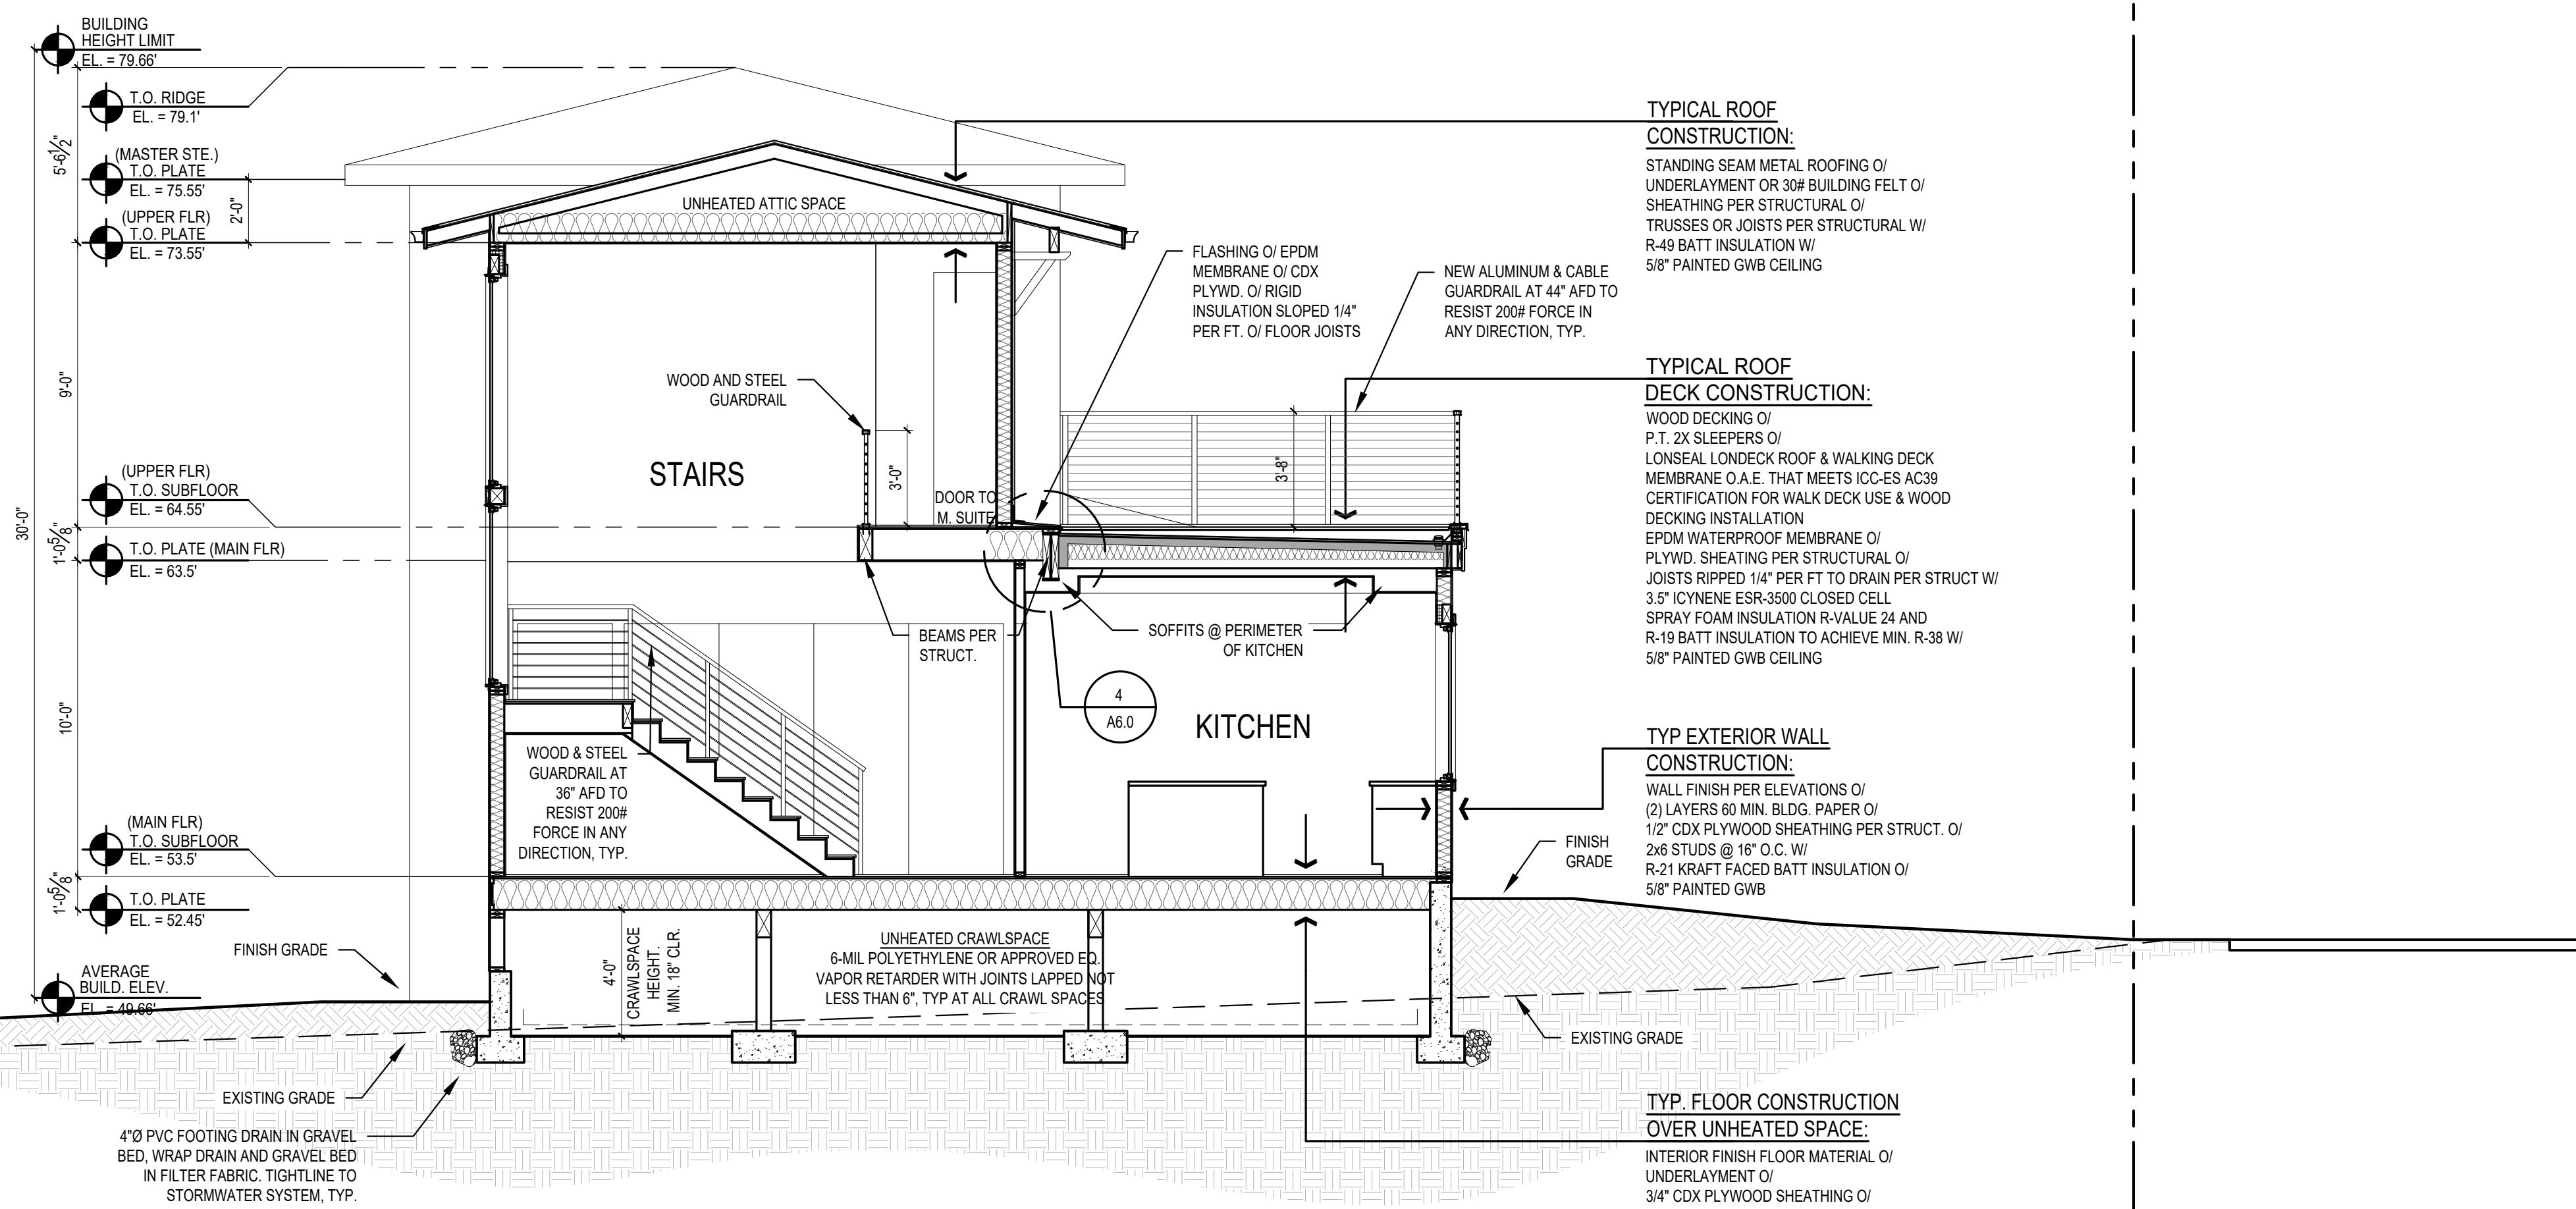 BUILDING
HEIGHT LIMIT
EL. = 79.66'
T.O. RIDGE
EL. = 79.1'
(MASTER STE.)
T.O. PLATE
EL. = 75.55'
(UPPER FLR)
T.O. PLATE
EL. = 73.55'
(UPPER FLR)
T.O. SUBFLOOR
EL. = 64.55'
T.O. PLATE (MAIN FLR)
EL. = 63.5'
(MAIN FLR)
T.O. SUBFLOOR
EL. = 53.5'
T.O. PLATE
EL. = 52.45'
AVERAGE
BUILD. ELEV.
EL. = 49.66'
30'-0"
5'-6 1/2"
2'-0"
9'-0"
1'-0 5/8"
10'-0"
1'-0 5/8"
FINISH GRADE
EXISTING GRADE
4"Ø PVC FOOTING DRAIN IN GRAVEL
BED, WRAP DRAIN AND GRAVEL BED
IN FILTER FABRIC. TIGHTLINE TO
STORMWATER SYSTEM, TYP.
UNHEATED ATTIC SPACE
WOOD AND STEEL
GUARDRAIL
STAIRS
3'-0"
DOOR TO
M. SUITE
FLASHING O/ EPDM
MEMBRANE O/ CDX
PLYWD. O/ RIGID
INSULATION SLOPED 1/4"
PER FT. O/ FLOOR JOISTS
NEW ALUMINUM & CABLE
GUARDRAIL AT 44" AFD TO
RESIST 200# FORCE IN
ANY DIRECTION, TYP.
3'-8"
BEAMS PER
STRUCT.
SOFFITS @ PERIMETER
OF KITCHEN
4
A6.0
KITCHEN
WOOD & STEEL
GUARDRAIL AT
36" AFD TO
RESIST 200#
FORCE IN ANY
DIRECTION, TYP.
4'-0"
CRAWLSPACE
HEIGHT.
MIN. 18" CLR.
UNHEATED CRAWLSPACE
6-MIL POLYETHYLENE OR APPROVED EQ.
VAPOR RETARDER WITH JOINTS LAPPED NOT
LESS THAN 6", TYP AT ALL CRAWL SPACES
FINISH
GRADE
EXISTING GRADE
TYPICAL ROOF
CONSTRUCTION:
STANDING SEAM METAL ROOFING O/
UNDERLAYMENT OR 30# BUILDING FELT O/
SHEATHING PER STRUCTURAL O/
TRUSSES OR JOISTS PER STRUCTURAL W/
R-49 BATT INSULATION W/
5/8" PAINTED GWB CEILING
TYPICAL ROOF
DECK CONSTRUCTION:
WOOD DECKING O/
P.T. 2X SLEEPERS O/
LONSEAL LONDECK ROOF & WALKING DECK
MEMBRANE O.A.E. THAT MEETS ICC-ES AC39
CERTIFICATION FOR WALK DECK USE & WOOD
DECKING INSTALLATION
EPDM WATERPROOF MEMBRANE O/
PLYWD. SHEATING PER STRUCTURAL O/
JOISTS RIPPED 1/4" PER FT TO DRAIN PER STRUCT W/
3.5" ICYNENE ESR-3500 CLOSED CELL
SPRAY FOAM INSULATION R-VALUE 24 AND
R-19 BATT INSULATION TO ACHIEVE MIN. R-38 W/
5/8" PAINTED GWB CEILING
TYP EXTERIOR WALL
CONSTRUCTION:
WALL FINISH PER ELEVATIONS O/
(2) LAYERS 60 MIN. BLDG. PAPER O/
1/2" CDX PLYWOOD SHEATHING PER STRUCT. O/
2x6 STUDS @ 16" O.C. W/
R-21 KRAFT FACED BATT INSULATION O/
5/8" PAINTED GWB
TYP. FLOOR CONSTRUCTION
OVER UNHEATED SPACE:
INTERIOR FINISH FLOOR MATERIAL O/
UNDERLAYMENT O/
3/4" CDX PLYWOOD SHEATHING O/